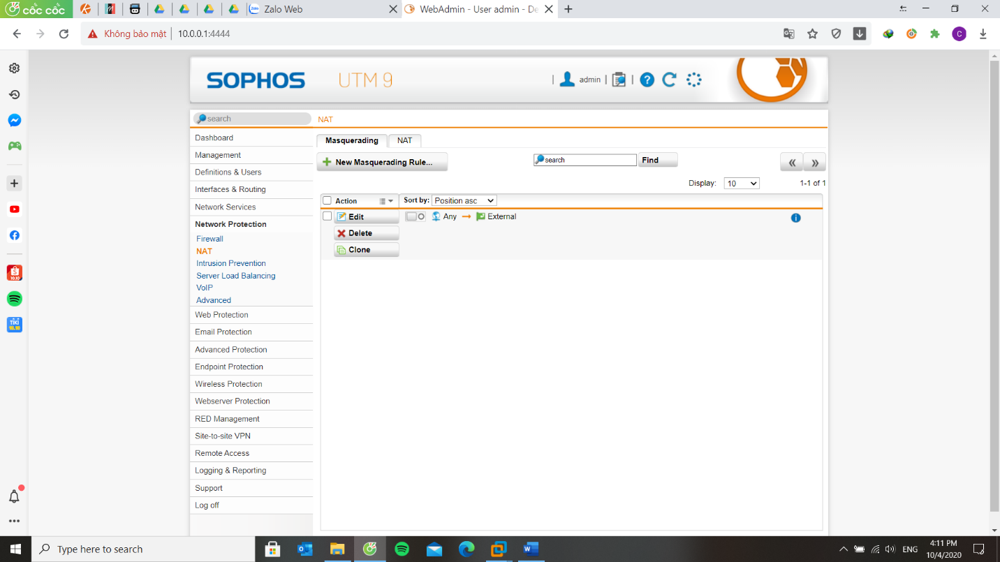 cốc cốc
Zalo Web
WebAdmin - User admin - De
Không bảo mật
10.0.0.1:4444
C
SOPHOS
UTM 9
| admin | |
search
NAT
Dashboard
Management
Definitions & Users
Interfaces & Routing
Network Services
Network Protection
Firewall
NAT
Intrusion Prevention
Server Load Balancing
VoIP
Advanced
Web Protection
Email Protection
Advanced Protection
Endpoint Protection
Wireless Protection
Webserver Protection
RED Management
Site-to-site VPN
Remote Access
Logging & Reporting
Support
Log off
Masquerading
NAT
New Masquerading Rule...
search
Find
Display: 10
1-1 of 1
Action
Sort by: Position asc
Edit
Any
External
Delete
Clone
10.10
TIKI
10.10
Type here to search
ENG
4:11 PM
10/4/2020